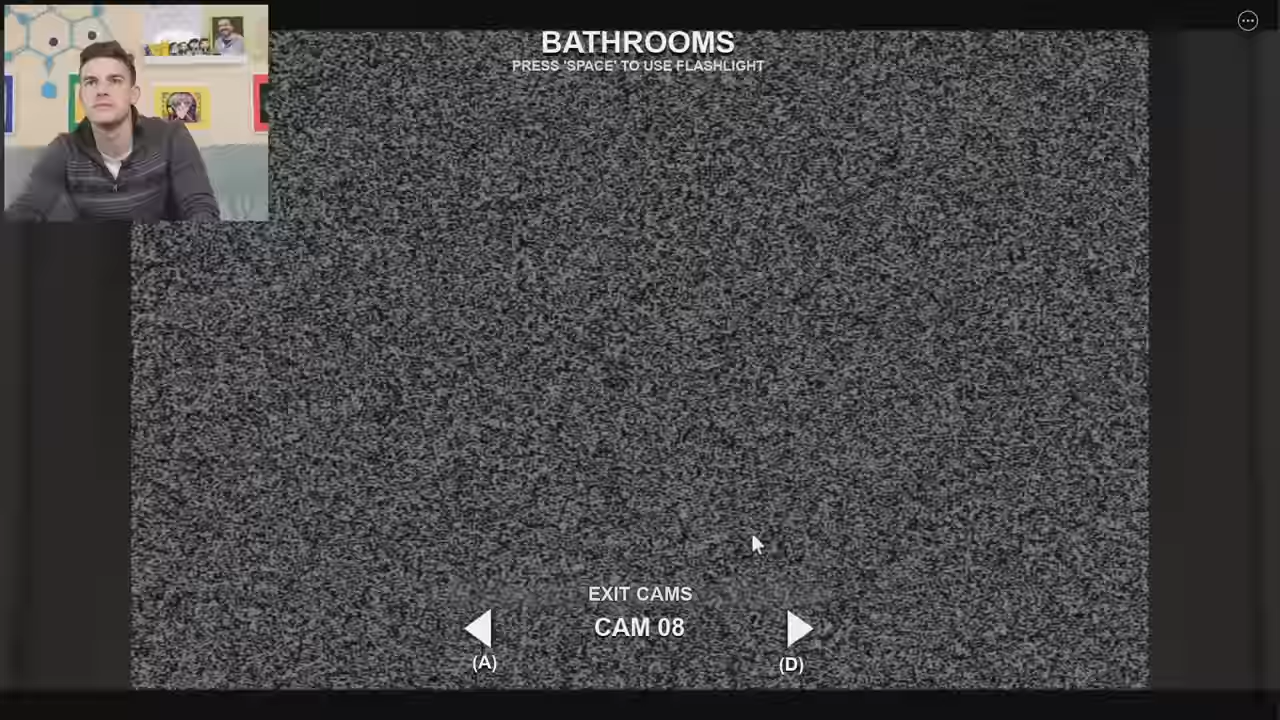 BATHROOMS
PRESS 'SPACE' TO USE FLASHLIGHT
EXIT CAMS
CAM 08
(A)
(D)